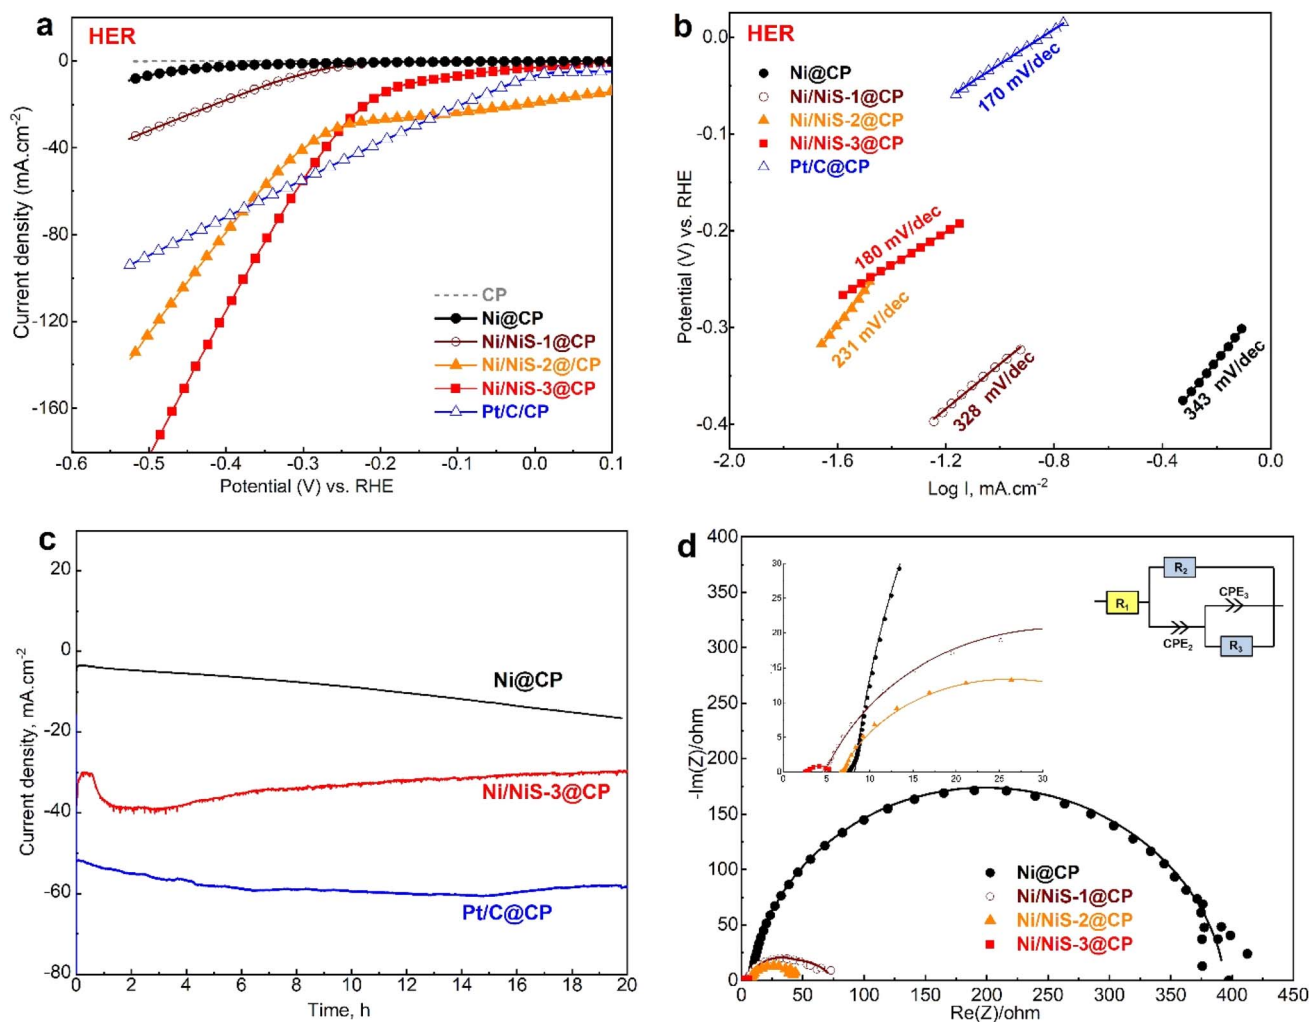 a
HER
Current density (mA.cm-2)
0
-40
-80
-120
-160
-0.6
-0.5
-0.4
-0.3
-0.2
-0.1
0.0
0.1
Potential (V) vs. RHE
CP
Ni@CP
Ni/NiS-1@CP
Ni/NiS-2@/CP
Ni/NiS-3@CP
Pt/C/CP
b
HER
Potential (V) vs. RHE
0.0
-0.1
-0.2
-0.3
-0.4
-2.0
-1.6
-1.2
-0.8
-0.4
0.0
Log I, mA.cm-2
Ni@CP
Ni/NiS-1@CP
Ni/NiS-2@CP
Ni/NiS-3@CP
Pt/C@CP
170 mV/dec
180 mV/dec
231 mV/dec
328 mV/dec
343 mV/dec
c
Current density, mA.cm-2
20
0
-20
-40
-60
-80
0
2
4
6
8
10
12
14
16
18
20
Time, h
Ni@CP
Ni/NiS-3@CP
Pt/C@CP
d
-Im(Z)/ohm
400
350
300
250
200
150
100
50
0
0
50
100
150
200
250
300
350
400
450
Re(Z)/ohm
30
25
20
15
10
5
0
0
5
10
15
20
25
30
R1
R2
CPE3
CPE2
R3
Ni@CP
Ni/NiS-1@CP
Ni/NiS-2@CP
Ni/NiS-3@CP